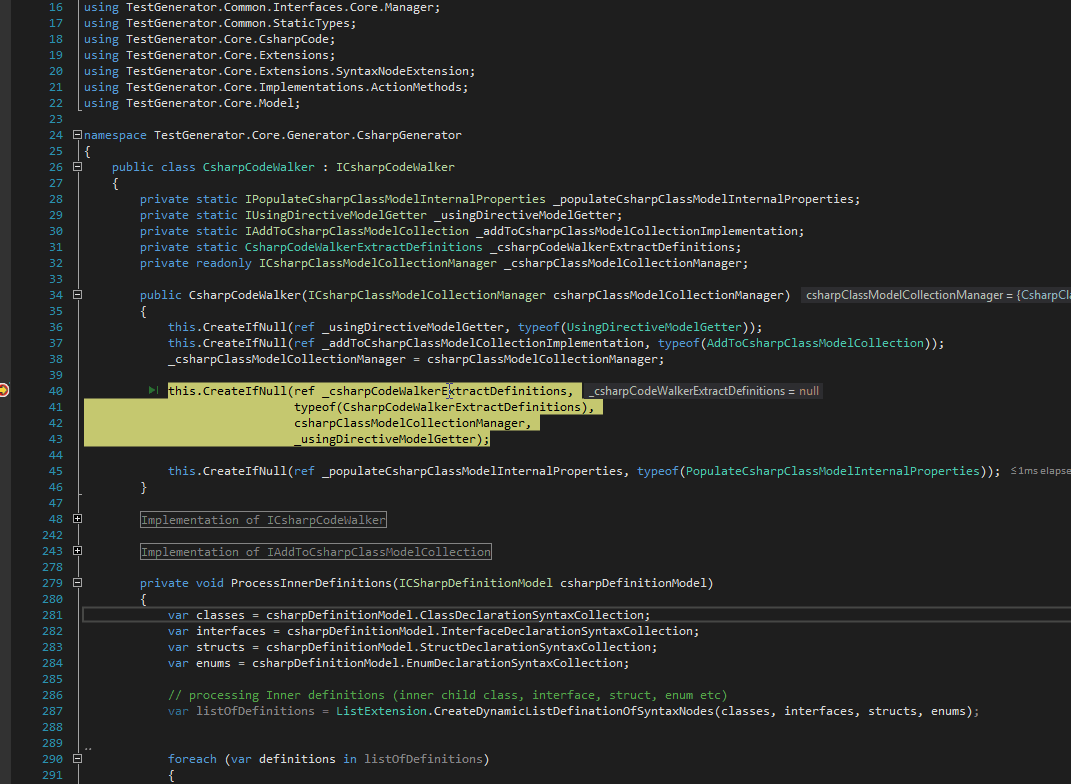 16 using TestGenerator.Common.Interfaces.Core.Manager;
17 using TestGenerator.Common.StaticTypes;
18 using TestGenerator.Core.CsharpCode;
19 using TestGenerator.Core.Extensions;
20 using TestGenerator.Core.Extensions.SyntaxNodeExtension;
21 using TestGenerator.Core.Implementations.ActionMethods;
22 using TestGenerator.Core.Model;
23
24 namespace TestGenerator.Core.Generator.CsharpGenerator
25 {
26 public class CsharpCodeWalker : ICsharpCodeWalker
27 {
28 private static IPopulateCsharpClassModelInternalProperties _populateCsharpClassModelInternalProperties;
29 private static IUsingDirectiveModelGetter _usingDirectiveModelGetter;
30 private static IAddToCsharpClassModelCollection _addToCsharpClassModelCollectionImplementation;
31 private static CsharpCodeWalkerExtractDefinitions _csharpCodeWalkerExtractDefinitions;
32 private readonly ICsharpClassModelCollectionManager _csharpClassModelCollectionManager;
33
34 public CsharpCodeWalker(ICsharpClassModelCollectionManager csharpClassModelCollectionManager) csharpClassModelCollectionManager = {CsharpCl
35 {
36 this.CreateIfNull(ref _usingDirectiveModelGetter, typeof(UsingDirectiveModelGetter));
37 this.CreateIfNull(ref _addToCsharpClassModelCollectionImplementation, typeof(AddToCsharpClassModelCollection));
38 _csharpClassModelCollectionManager = csharpClassModelCollectionManager;
39
40 this.CreateIfNull(ref _csharpCodeWalkerExtractDefinitions, _csharpCodeWalkerExtractDefinitions = null
41 typeof(CsharpCodeWalkerExtractDefinitions),
42 csharpClassModelCollectionManager,
43 _usingDirectiveModelGetter);
44
45 this.CreateIfNull(ref _populateCsharpClassModelInternalProperties, typeof(PopulateCsharpClassModelInternalProperties)); ≤1ms elapse
46 }
47
48 Implementation of ICsharpCodeWalker
242
243 Implementation of IAddToCsharpClassModelCollection
278
279 private void ProcessInnerDefinitions(ICSharpDefinitionModel csharpDefinitionModel)
280 {
281 var classes = csharpDefinitionModel.ClassDeclarationSyntaxCollection;
282 var interfaces = csharpDefinitionModel.InterfaceDeclarationSyntaxCollection;
283 var structs = csharpDefinitionModel.StructDeclarationSyntaxCollection;
284 var enums = csharpDefinitionModel.EnumDeclarationSyntaxCollection;
285
286 // processing Inner definitions (inner child class, interface, struct, enum etc)
287 var listOfDefinitions = ListExtension.CreateDynamicListDefinationOfSyntaxNodes(classes, interfaces, structs, enums);
288
289
290 foreach (var definitions in listOfDefinitions)
291 {